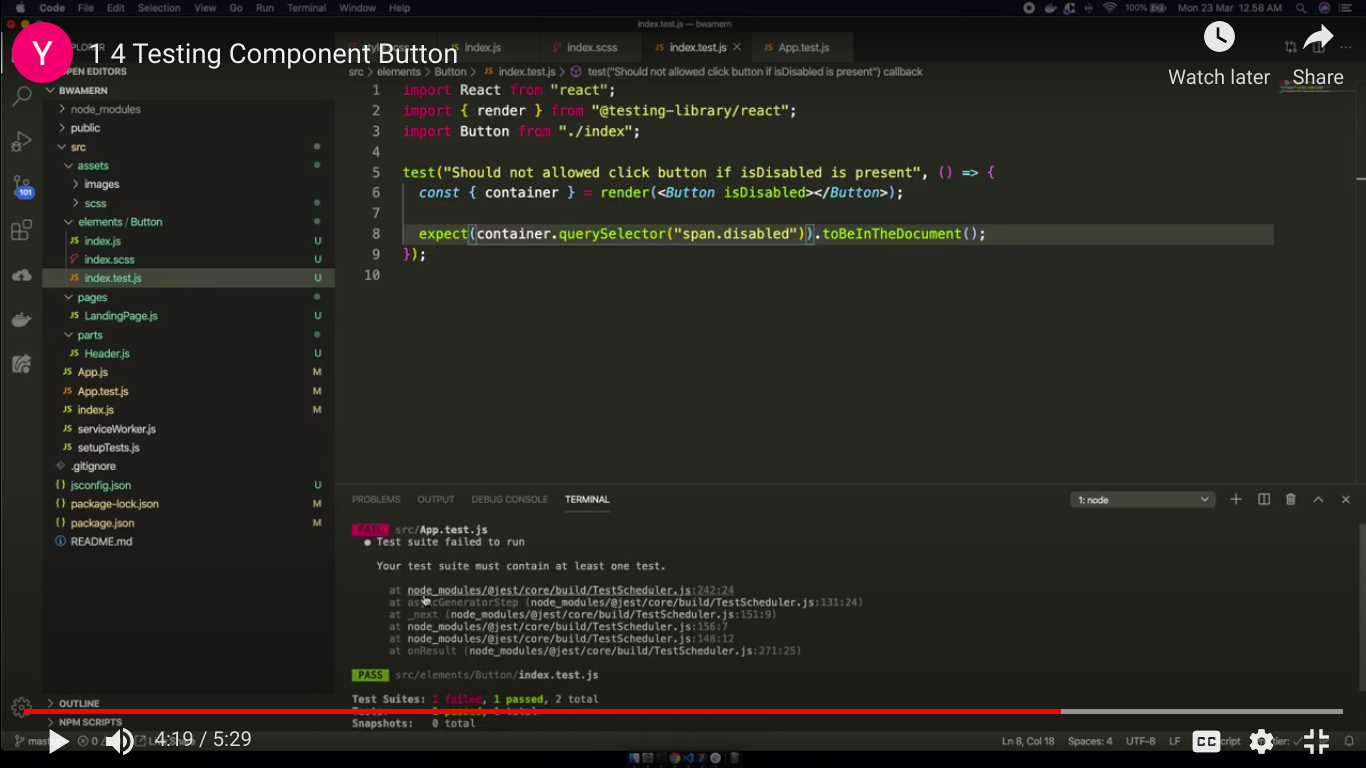 Code File Edit Selection View Go Run Terminal Window Help 100% Mon 23 Mar 12.58 AM
index.test.js — bwamern
Y 1 4 Testing Component Button
index.js index.scss index.test.js App.test.js
Watch later Share
OPEN EDITORS
src > elements > Button > JS index.test.js > test("Should not allowed click button if isDisabled is present") callback
BWAMERN
node_modules
public
src
assets
images
scss
elements / Button
JS index.js U
index.scss U
JS index.test.js U
pages
JS LandingPage.js U
parts
JS Header.js U
JS App.js M
JS App.test.js M
JS index.js M
JS serviceWorker.js
JS setupTests.js
.gitignore
{} jsconfig.json U
{} package-lock.json M
{} package.json M
README.md
OUTLINE
NPM SCRIPTS
101
1 import React from "react";
2 import { render } from "@testing-library/react";
3 import Button from "./index";
4
5 test("Should not allowed click button if isDisabled is present", () => {
6 const { container } = render(<Button isDisabled></Button>);
7
8 expect(container.querySelector("span.disabled")).toBeInTheDocument();
9 });
10
PROBLEMS OUTPUT DEBUG CONSOLE TERMINAL 1: node
FAIL src/App.test.js
● Test suite failed to run
Your test suite must contain at least one test.
at node_modules/@jest/core/build/TestScheduler.js:242:24
at asyncGeneratorStep (node_modules/@jest/core/build/TestScheduler.js:131:24)
at _next (node_modules/@jest/core/build/TestScheduler.js:151:9)
at node_modules/@jest/core/build/TestScheduler.js:156:7
at node_modules/@jest/core/build/TestScheduler.js:148:12
at onResult (node_modules/@jest/core/build/TestScheduler.js:271:25)
PASS src/elements/Button/index.test.js
Test Suites: 1 failed, 1 passed, 2 total
Snapshots: 0 total
4:19 / 5:29
Ln 8, Col 18 Spaces: 4 UTF-8 LF CC